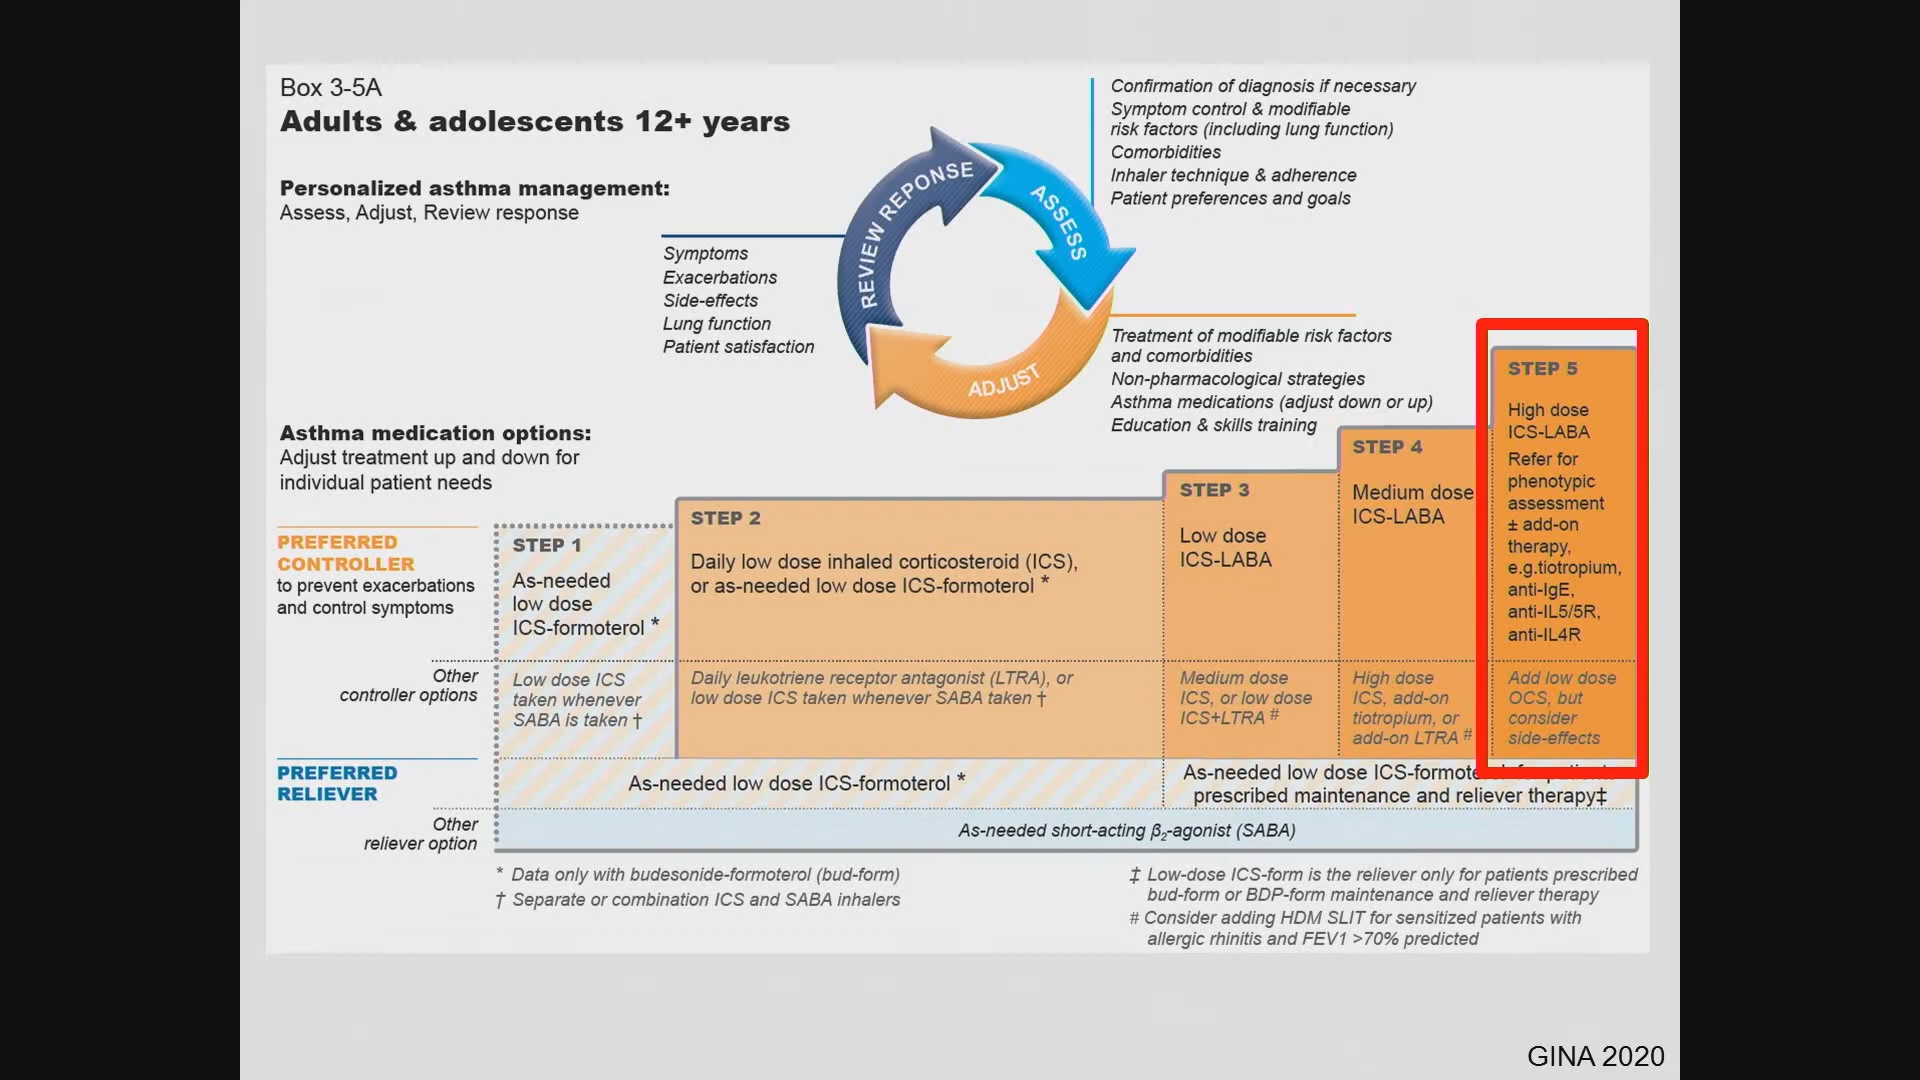 Box 3-5A
Adults & adolescents 12+ years
Personalized asthma management:
Assess, Adjust, Review response
Confirmation of diagnosis if necessary
Symptom control & modifiable
risk factors (including lung function)
Comorbidities
Inhaler technique & adherence
Patient preferences and goals
REVIEW REPONSE
ASSESS
ADJUST
Symptoms
Exacerbations
Side-effects
Lung function
Patient satisfaction
Treatment of modifiable risk factors
and comorbidities
Non-pharmacological strategies
Asthma medications (adjust down or up)
Education & skills training
Asthma medication options:
Adjust treatment up and down for
individual patient needs
PREFERRED
CONTROLLER
to prevent exacerbations
and control symptoms
STEP 1
As-needed
low dose
ICS-formoterol *
STEP 2
Daily low dose inhaled corticosteroid (ICS),
or as-needed low dose ICS-formoterol *
STEP 3
Low dose
ICS-LABA
STEP 4
Medium dose
ICS-LABA
STEP 5
High dose
ICS-LABA
Refer for
phenotypic
assessment
± add-on
therapy,
e.g.tiotropium,
anti-IgE,
anti-IL5/5R,
anti-IL4R
Other
controller options
Low dose ICS
taken whenever
SABA is taken †
Daily leukotriene receptor antagonist (LTRA), or
low dose ICS taken whenever SABA taken †
Medium dose
ICS, or low dose
ICS+LTRA #
High dose
ICS, add-on
tiotropium, or
add-on LTRA #
Add low dose
OCS, but
consider
side-effects
PREFERRED
RELIEVER
As-needed low dose ICS-formoterol *
As-needed low dose ICS-formoterol for patients
prescribed maintenance and reliever therapy‡
Other
reliever option
As-needed short-acting β2-agonist (SABA)
* Data only with budesonide-formoterol (bud-form)
† Separate or combination ICS and SABA inhalers
‡ Low-dose ICS-form is the reliever only for patients prescribed
bud-form or BDP-form maintenance and reliever therapy
# Consider adding HDM SLIT for sensitized patients with
allergic rhinitis and FEV1 >70% predicted
GINA 2020